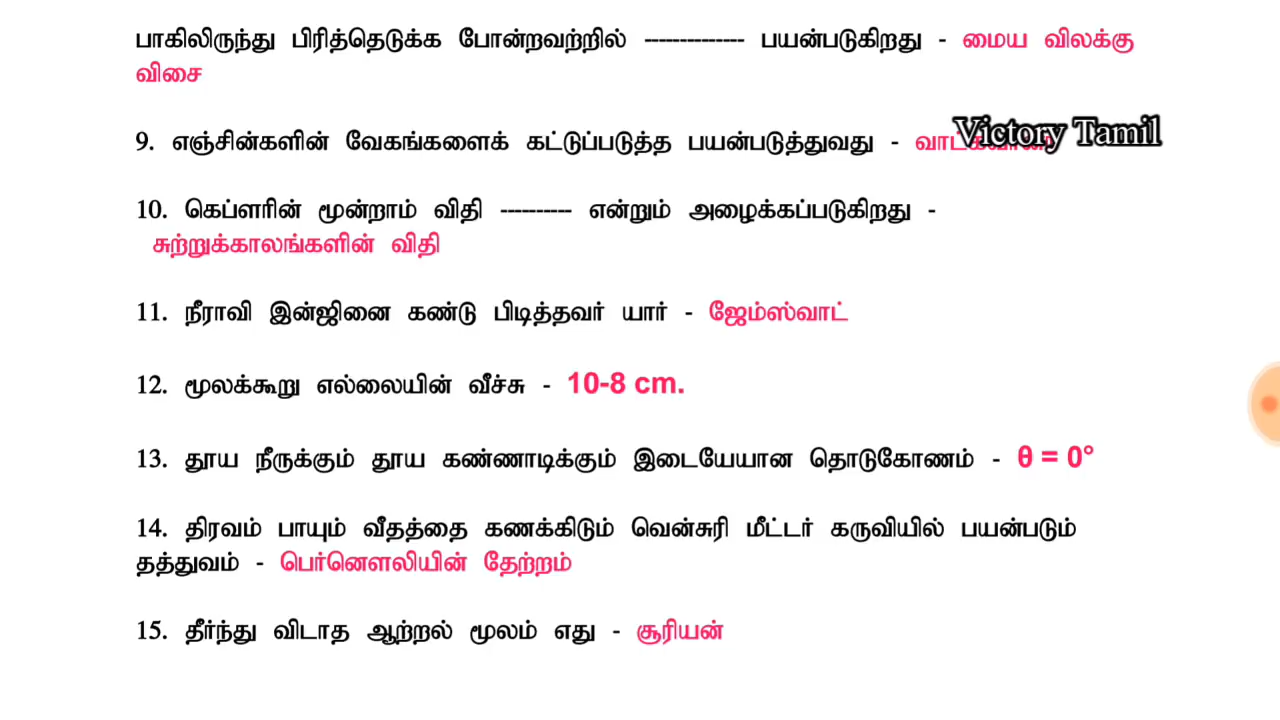 பாகிலிருந்து பிரித்தெடுக்க போன்றவற்றில் -------------- பயன்படுகிறது - மைய விலக்கு
விசை
9. எஞ்சின்களின் வேகங்களைக் கட்டுப்படுத்த பயன்படுத்துவது -
Victory Tamil
10. கெப்ளரின் மூன்றாம் விதி ---------- என்றும் அழைக்கப்படுகிறது -
சுற்றுக்காலங்களின் விதி
11. நீராவி இன்ஜினை கண்டு பிடித்தவர் யார் - ஜேம்ஸ்வாட்
12. மூலக்கூறு எல்லையின் வீச்சு - 10-8 cm.
13. தூய நீருக்கும் தூய கண்ணாடிக்கும் இடையேயான தொடுகோணம் - θ = 0°
14. திரவம் பாயும் வீதத்தை கணக்கிடும் வென்சுரி மீட்டர் கருவியில் பயன்படும்
தத்துவம் - பெர்னௌலியின் தேற்றம்
15. தீர்ந்து விடாத ஆற்றல் மூலம் எது - சூரியன்